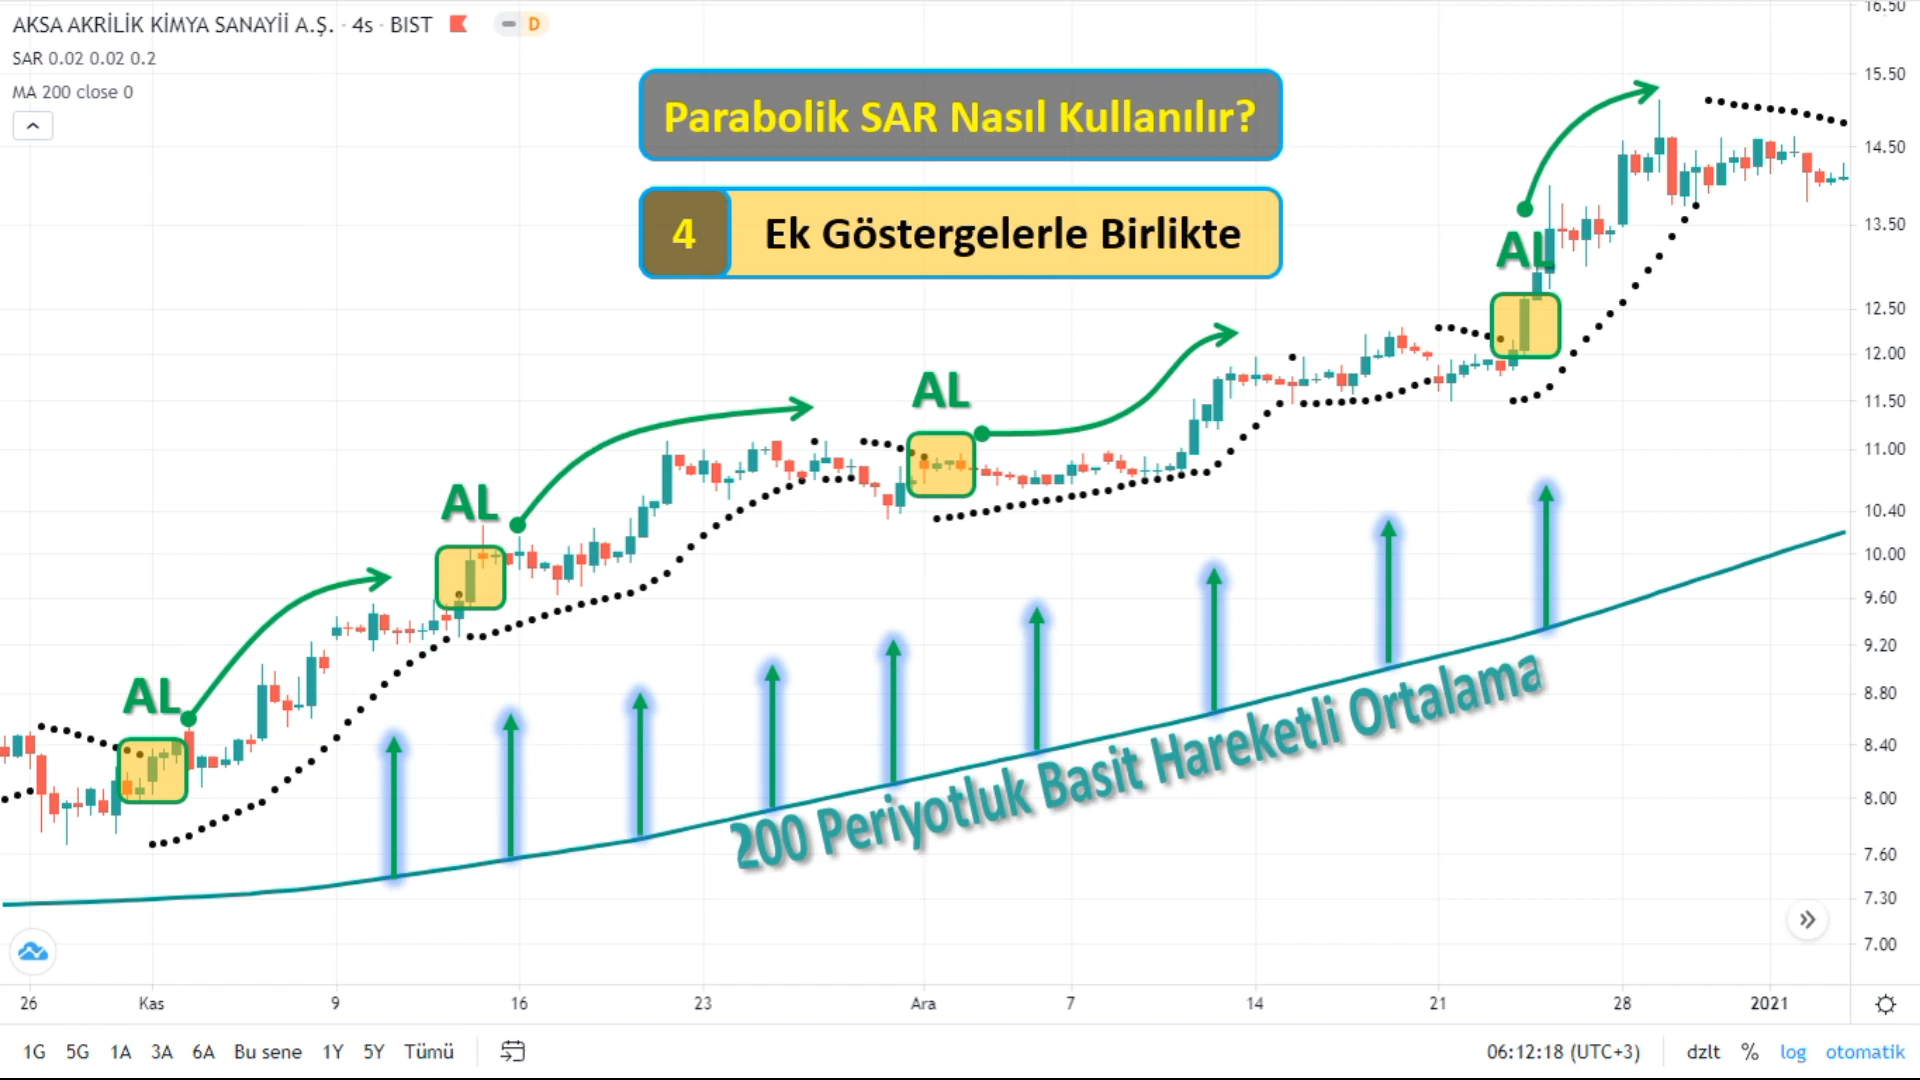 AKSA AKRİLİK KİMYA SANAYİİ A.Ş. · 4s · BIST D
SAR 0.02 0.02 0.2
MA 200 close 0
Parabolik SAR Nasıl Kullanılır?
4 Ek Göstergelerle Birlikte
AL
AL
AL
AL
200 Periyotluk Basit Hareketli Ortalama
16.50
15.50
14.50
13.50
12.50
12.00
11.50
11.00
10.40
10.00
9.60
9.20
8.80
8.40
8.00
7.60
7.30
7.00
26 Kas 9 16 23 Ara 7 14 21 28 2021
1G 5G 1A 3A 6A Bu sene 1Y 5Y Tümü 06:12:18 (UTC+3) dzlt % log otomatik